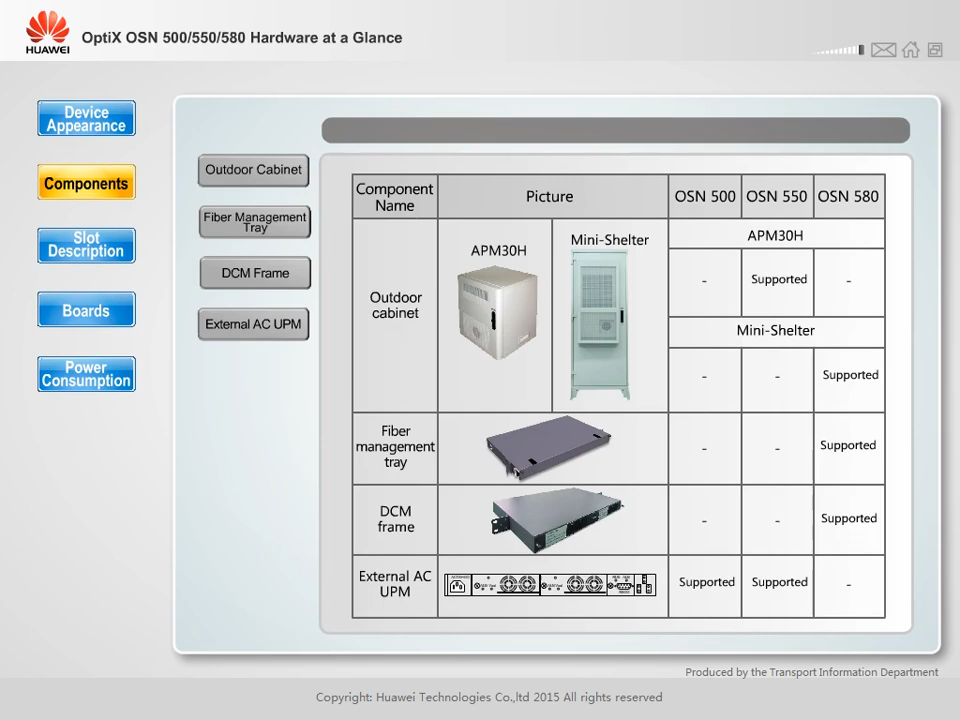 HUAWEI
OptiX OSN 500/550/580 Hardware at a Glance
Device
Appearance
Components
Slot
Description
Boards
Power
Consumption
Outdoor Cabinet
Fiber Management
Tray
DCM Frame
External AC UPM
Component
Name
Picture
OSN 500
OSN 550
OSN 580
Outdoor
cabinet
APM30H
Mini-Shelter
APM30H
-
Supported
-
Mini-Shelter
-
-
Supported
Fiber
management
tray
-
-
Supported
DCM
frame
-
-
Supported
External AC
UPM
Supported
Supported
-
Produced by the Transport Information Department
Copyright: Huawei Technologies Co.,ltd 2015 All rights reserved